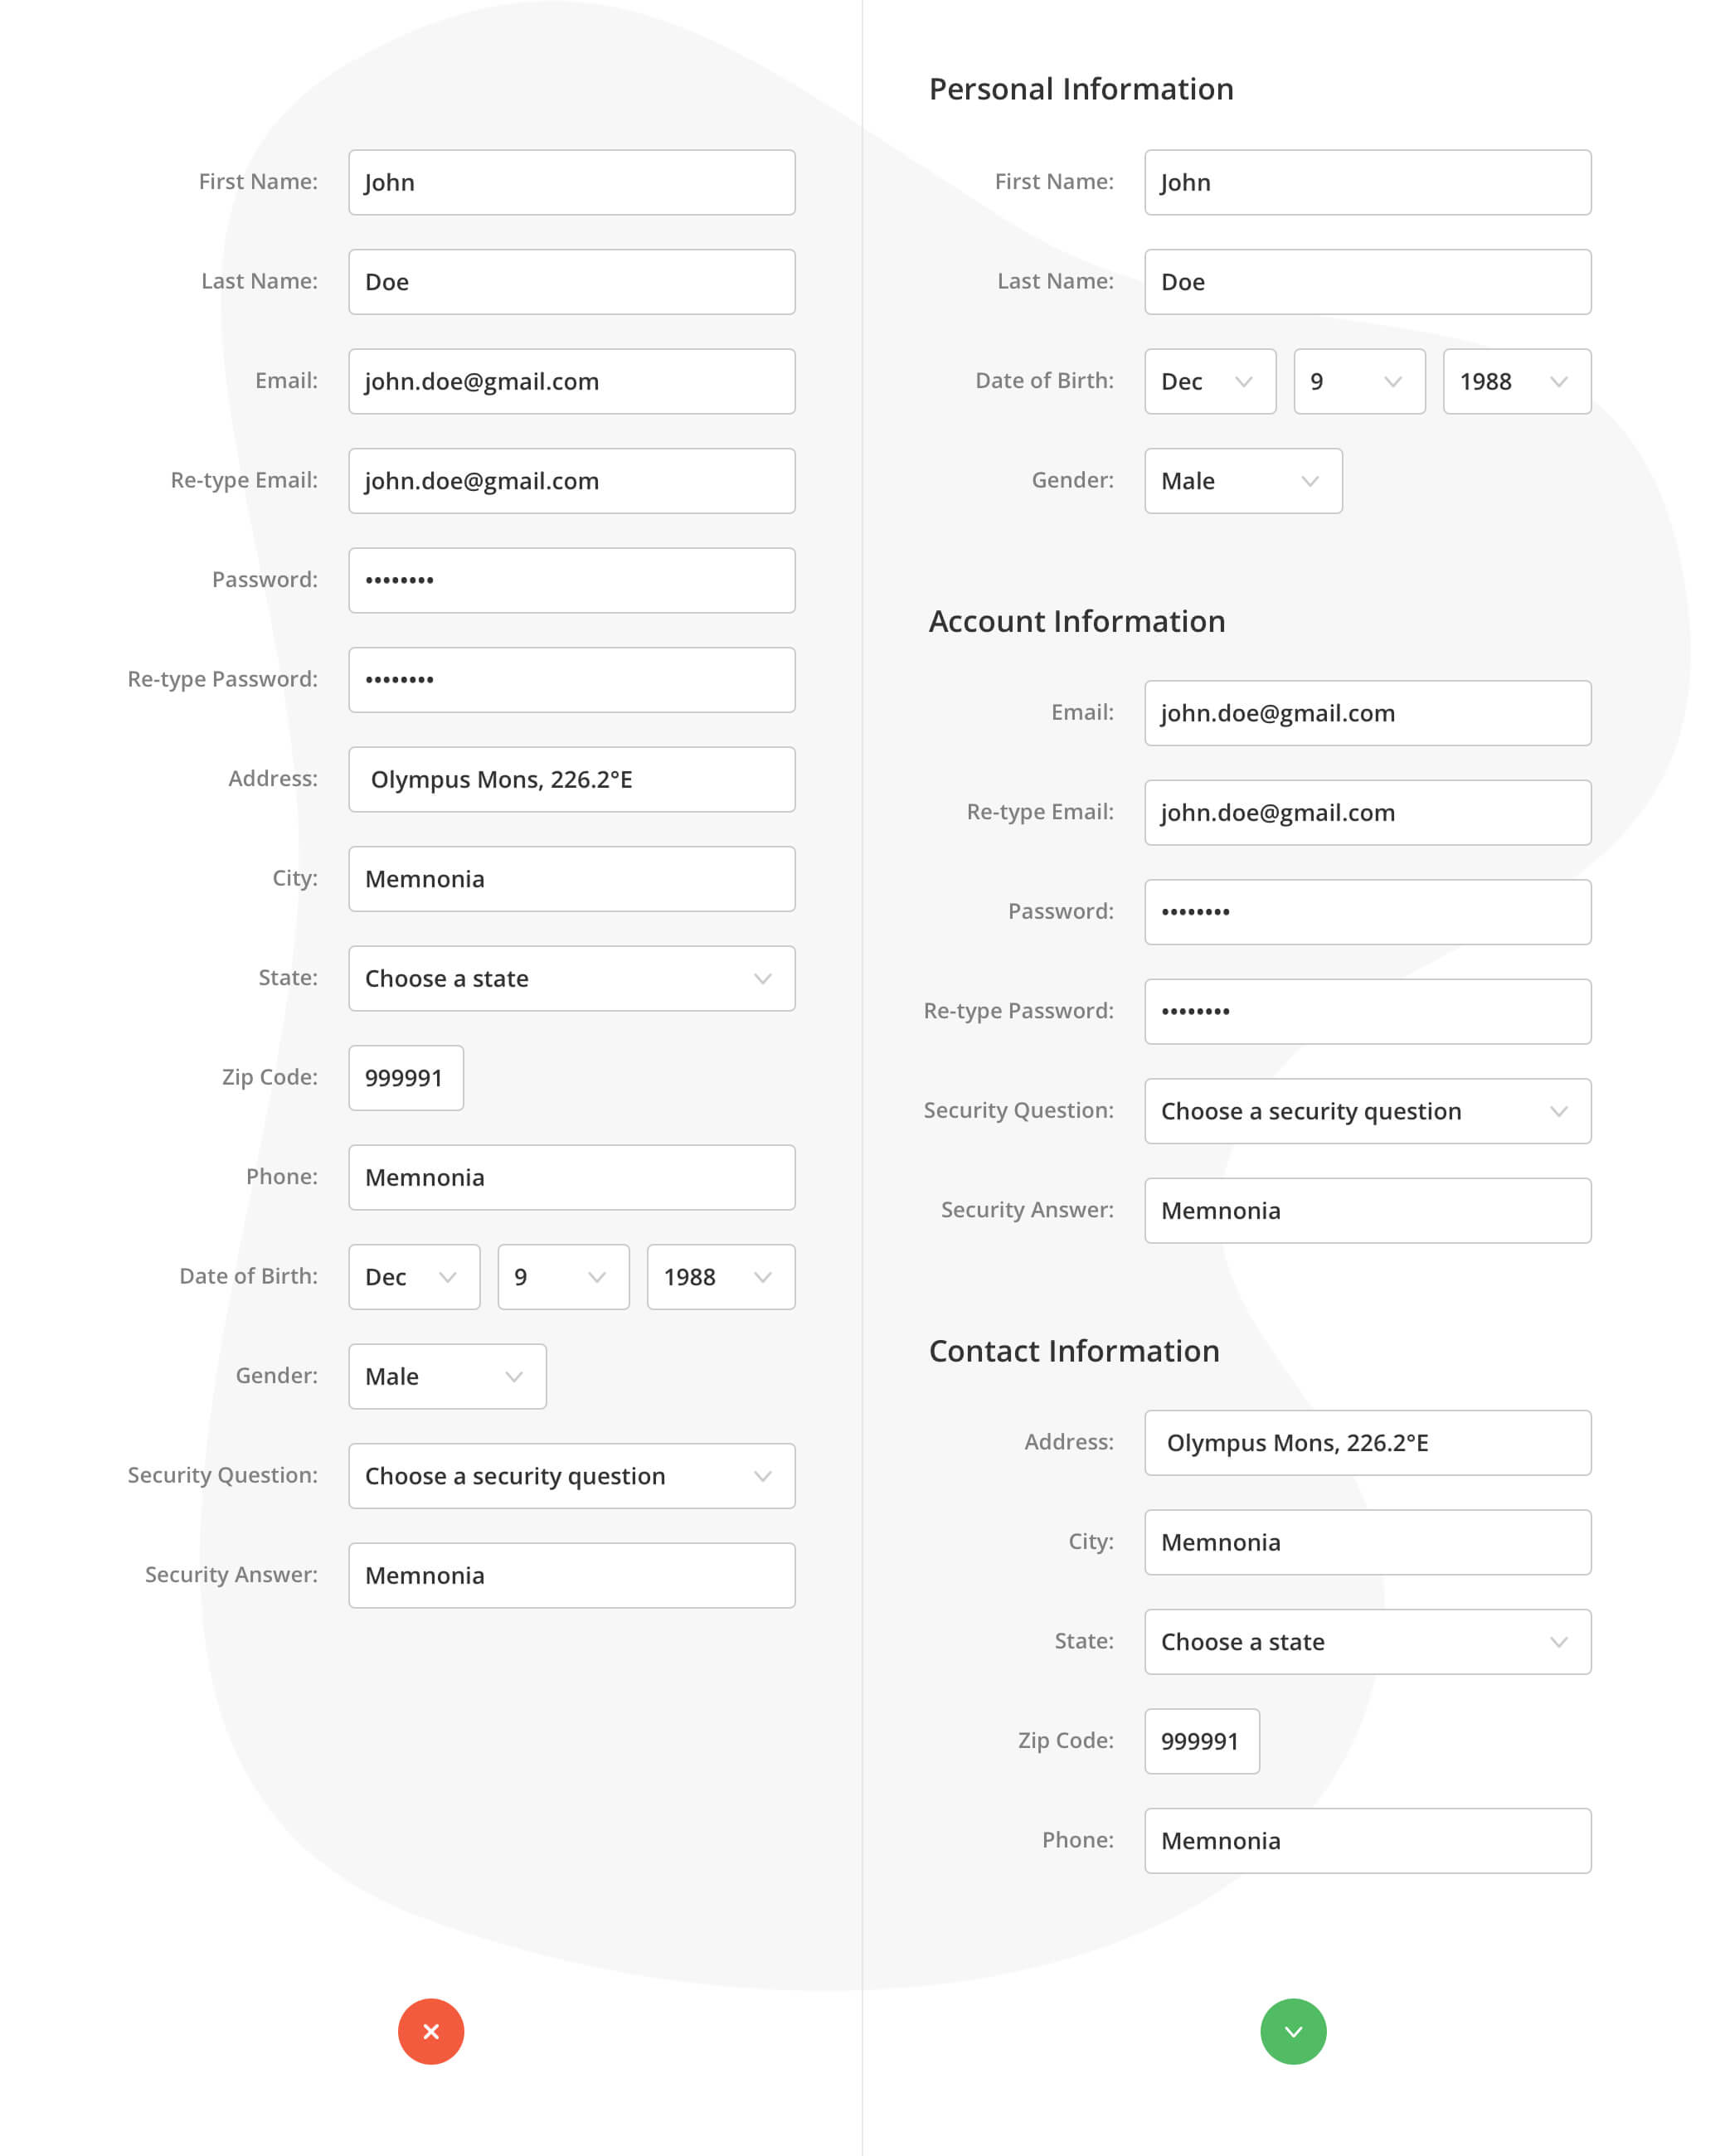 First Name: John
Last Name: Doe
Email: john.doe@gmail.com
Re-type Email: john.doe@gmail.com
Password: ••••••••
Re-type Password: ••••••••
Address: Olympus Mons, 226.2°E
City: Memnonia
State: Choose a state
Zip Code: 999991
Phone: Memnonia
Date of Birth: Dec 9 1988
Gender: Male
Security Question: Choose a security question
Security Answer: Memnonia
Personal Information
First Name: John
Last Name: Doe
Date of Birth: Dec 9 1988
Gender: Male
Account Information
Email: john.doe@gmail.com
Re-type Email: john.doe@gmail.com
Password: ••••••••
Re-type Password: ••••••••
Security Question: Choose a security question
Security Answer: Memnonia
Contact Information
Address: Olympus Mons, 226.2°E
City: Memnonia
State: Choose a state
Zip Code: 999991
Phone: Memnonia